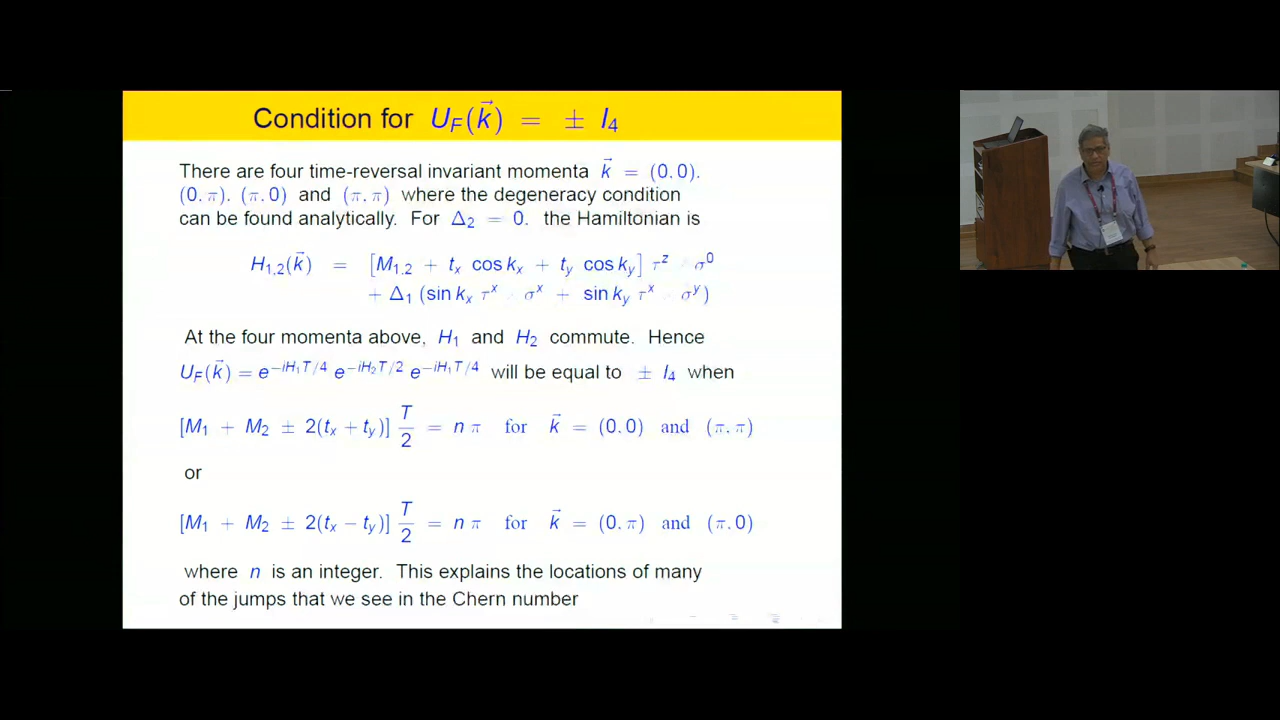 Condition for U_F(k⃗) = ± I_4
There are four time-reversal invariant momenta k⃗ = (0,0).
(0,π). (π,0) and (π,π) where the degeneracy condition
can be found analytically. For Δ_2 = 0. the Hamiltonian is
H_{1,2}(k⃗) = [M_{1,2} + t_x cos k_x + t_y cos k_y] τ^z σ^0
+ Δ_1 (sin k_x τ^x σ^x + sin k_y τ^x σ^y)
At the four momenta above, H_1 and H_2 commute. Hence
U_F(k⃗) = e^{-iH_1T/4} e^{-iH_2T/2} e^{-iH_1T/4} will be equal to ± I_4 when
[M_1 + M_2 ± 2(t_x + t_y)] T/2 = n π for k⃗ = (0,0) and (π,π)
or
[M_1 + M_2 ± 2(t_x − t_y)] T/2 = n π for k⃗ = (0,π) and (π,0)
where n is an integer. This explains the locations of many
of the jumps that we see in the Chern number